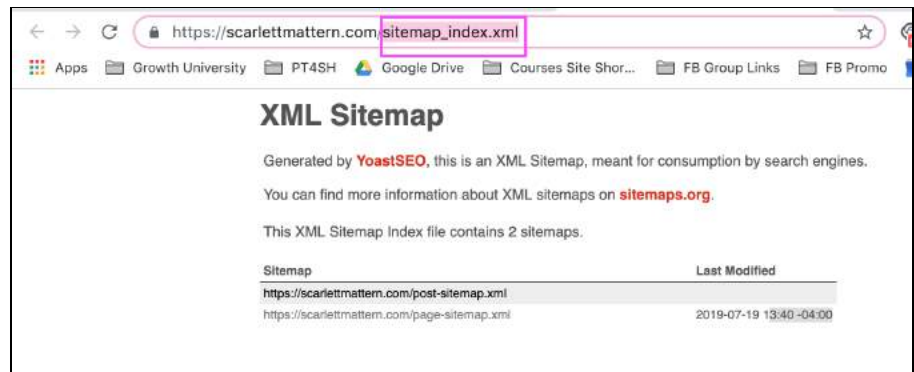 https://scarlettmattern.com/sitemap_index.xml
Apps Growth University PT4SH Google Drive Courses Site Shor... FB Group Links FB Promo
XML Sitemap
Generated by YoastSEO, this is an XML Sitemap, meant for consumption by search engines.
You can find more information about XML sitemaps on sitemaps.org.
This XML Sitemap Index file contains 2 sitemaps.
Sitemap Last Modified
https://scarlettmattern.com/post-sitemap.xml
https://scarlettmattern.com/page-sitemap.xml 2019-07-19 13:40 -04:00